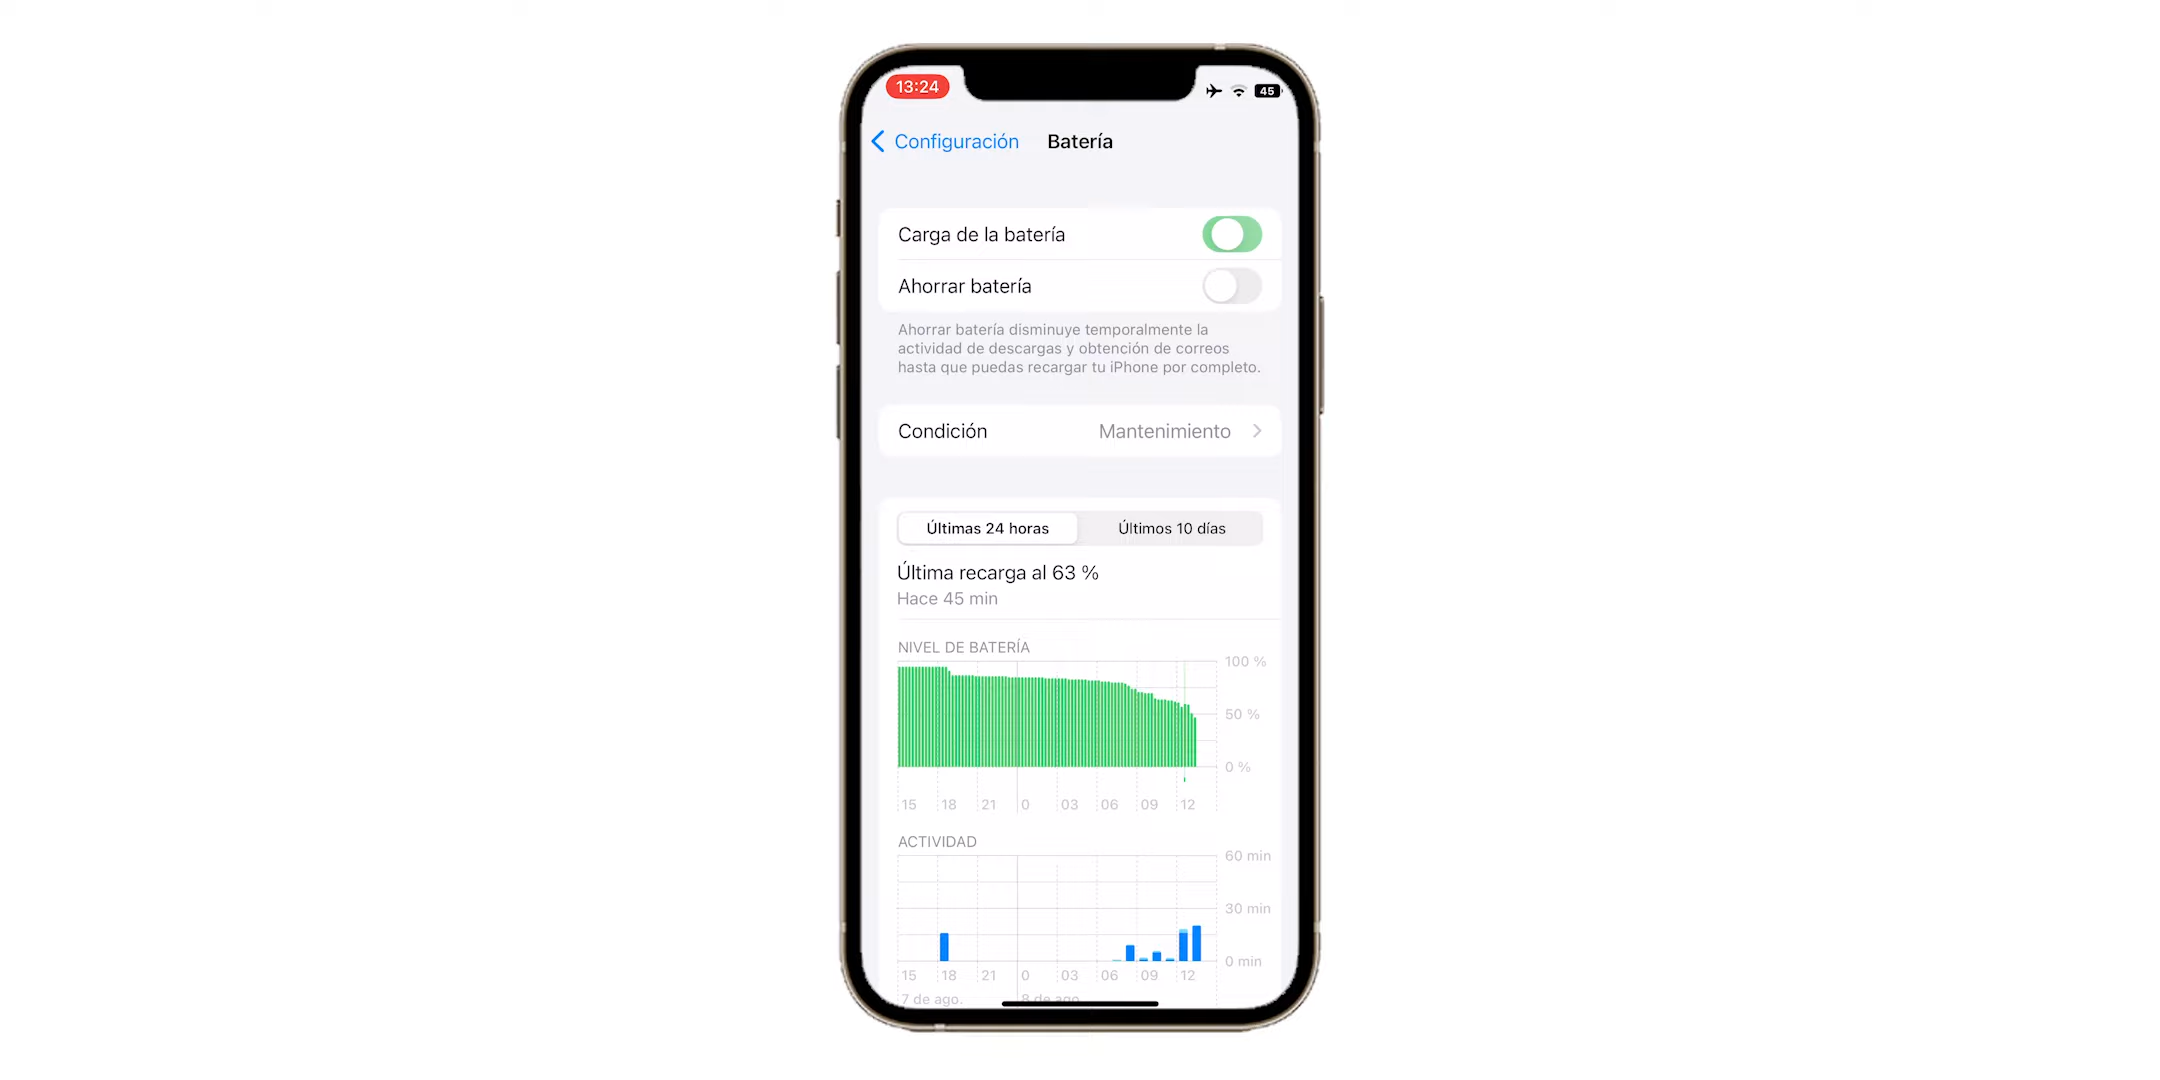 13:24
45
Configuración
Batería
Carga de la batería
Ahorrar batería
Ahorrar batería disminuye temporalmente la
actividad de descargas y obtención de correos
hasta que puedas recargar tu iPhone por completo.
Condición
Mantenimiento
Últimas 24 horas
Últimos 10 días
Última recarga al 63 %
Hace 45 min
NIVEL DE BATERÍA
100 %
50 %
0 %
15 18 21 0 03 06 09 12
ACTIVIDAD
60 min
30 min
0 min
15 18 21 0 03 06 09 12
7 de ago. 8 de ago.